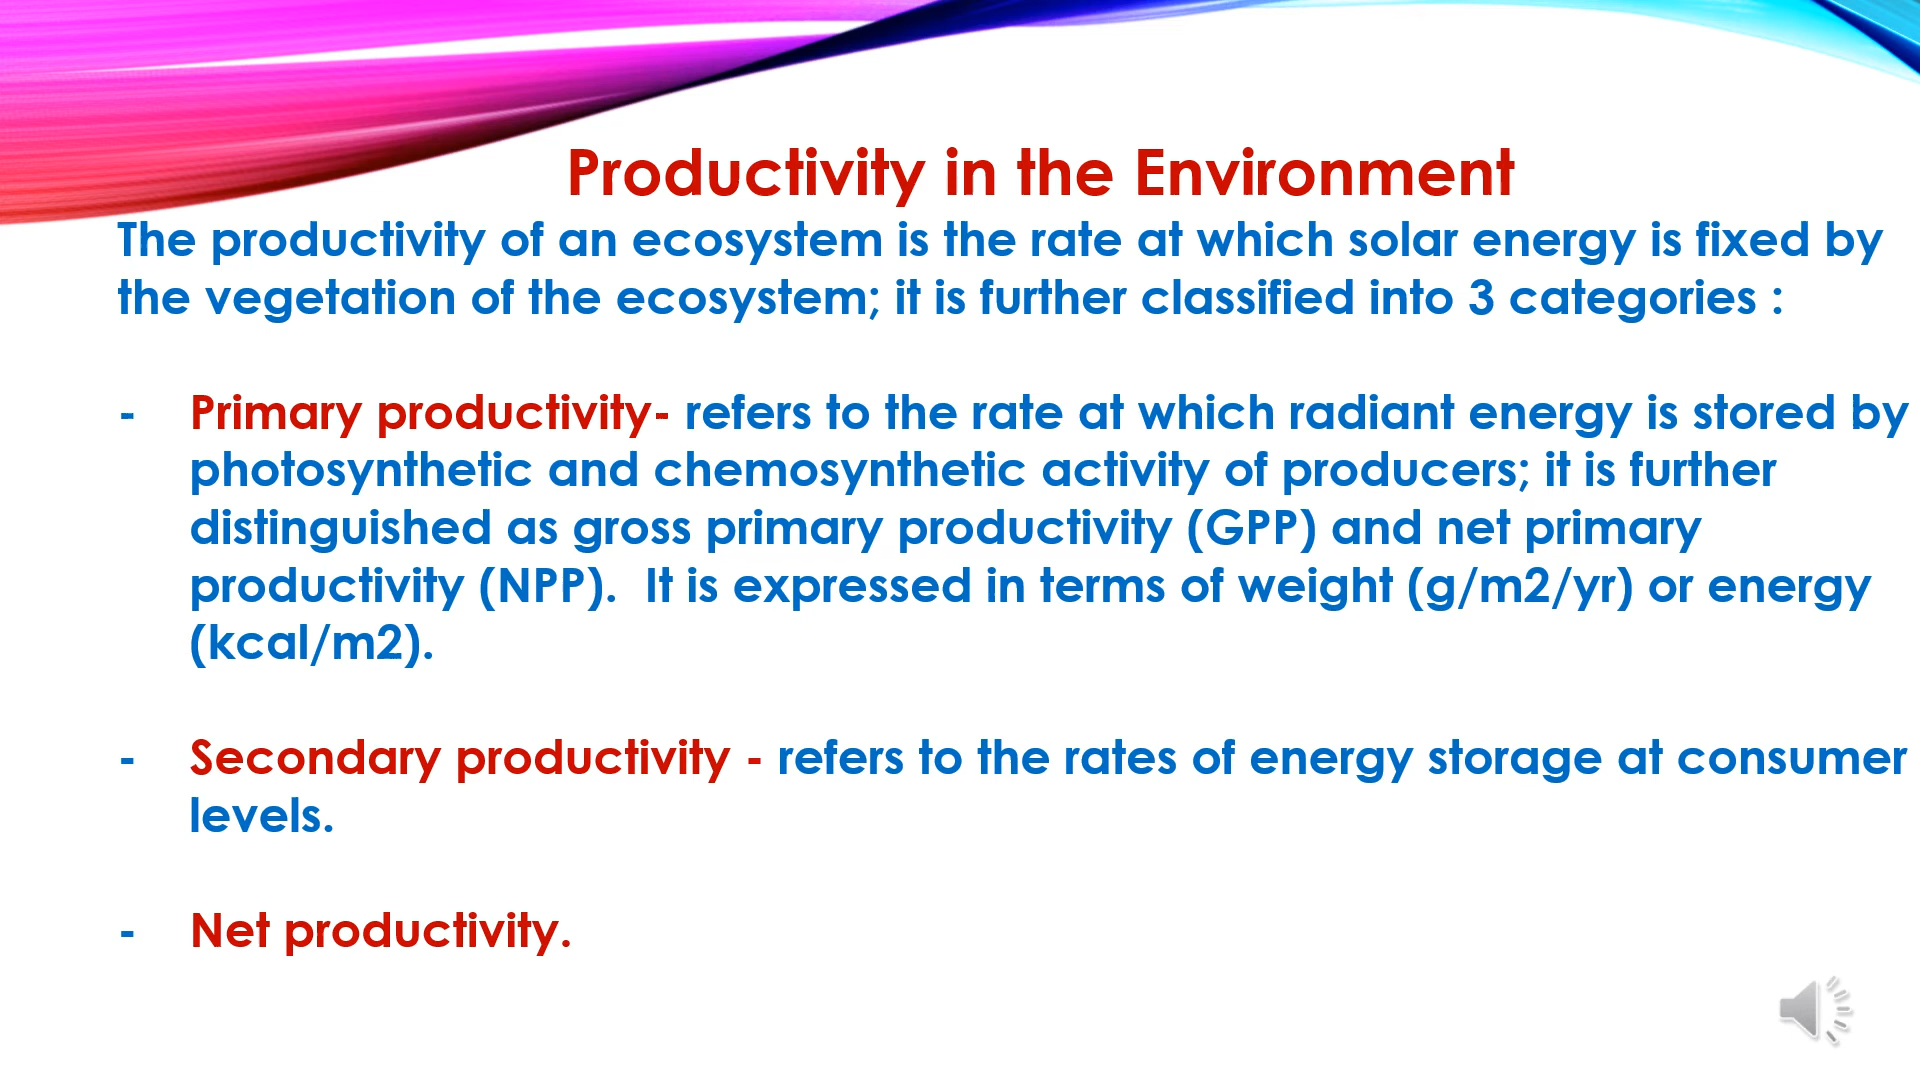 Productivity in the Environment
The productivity of an ecosystem is the rate at which solar energy is fixed by
the vegetation of the ecosystem; it is further classified into 3 categories :
- Primary productivity- refers to the rate at which radiant energy is stored by
photosynthetic and chemosynthetic activity of producers; it is further
distinguished as gross primary productivity (GPP) and net primary
productivity (NPP).  It is expressed in terms of weight (g/m2/yr) or energy
(kcal/m2).
- Secondary productivity - refers to the rates of energy storage at consumer
levels.
- Net productivity.